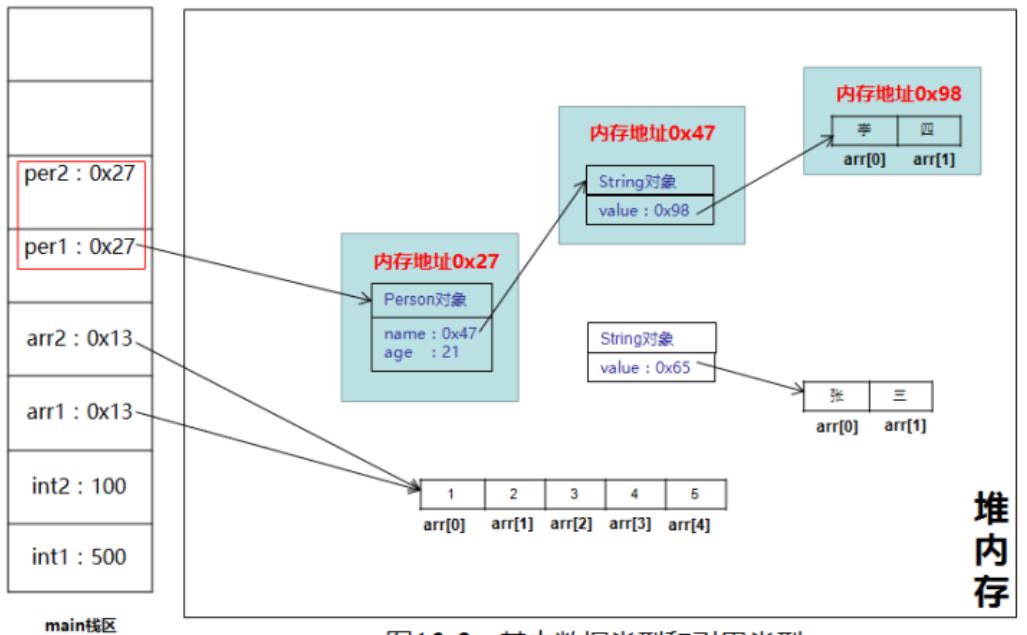 per2：0x27
per1：0x27
arr2：0x13
arr1：0x13
int2：100
int1：500
main栈区
内存地址0x98
四
arr[0] arr[1]
内存地址0x47
String对象
value：0x98
内存地址0x27
Person对象
name：0x47
age ：21
String对象
value：0x65
张 三
arr[0] arr[1]
1 2 3 4 5
arr[0] arr[1] arr[2] arr[3] arr[4]
堆
内
存